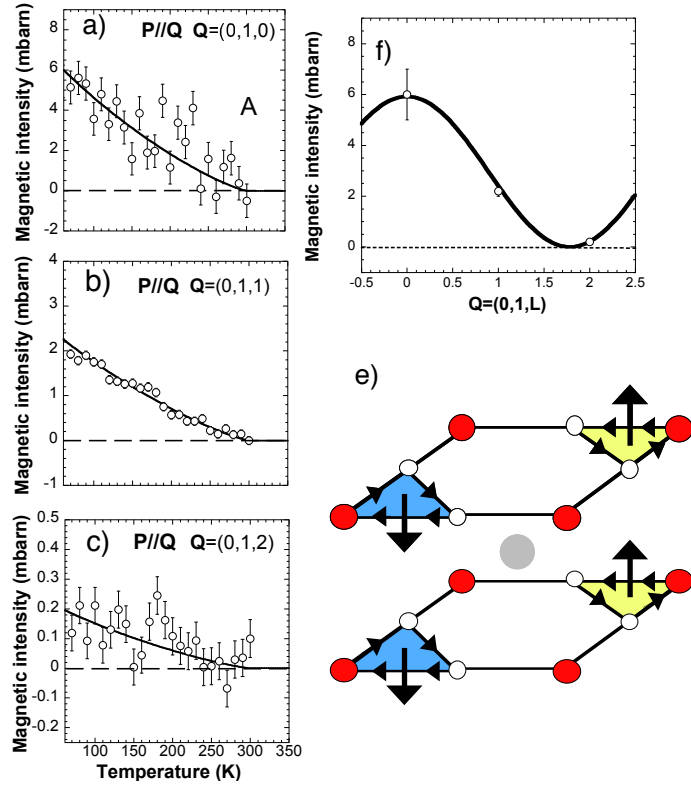 a)
P//Q Q=(0,1,0)
A
Magnetic intensity (mbarn)
8
6
4
2
0
-2
b)
P//Q Q=(0,1,1)
Magnetic intensity (mbarn)
4
3
2
1
0
-1
c)
P//Q Q=(0,1,2)
Magnetic intensity (mbarn)
0.5
0.4
0.3
0.2
0.1
0
-0.1
-0.2
100 150 200 250 300 350
Temperature (K)
f)
Magnetic intensity (mbarn)
8
6
4
2
0
-0.5 0 0.5 1 1.5 2 2.5
Q=(0,1,L)
e)